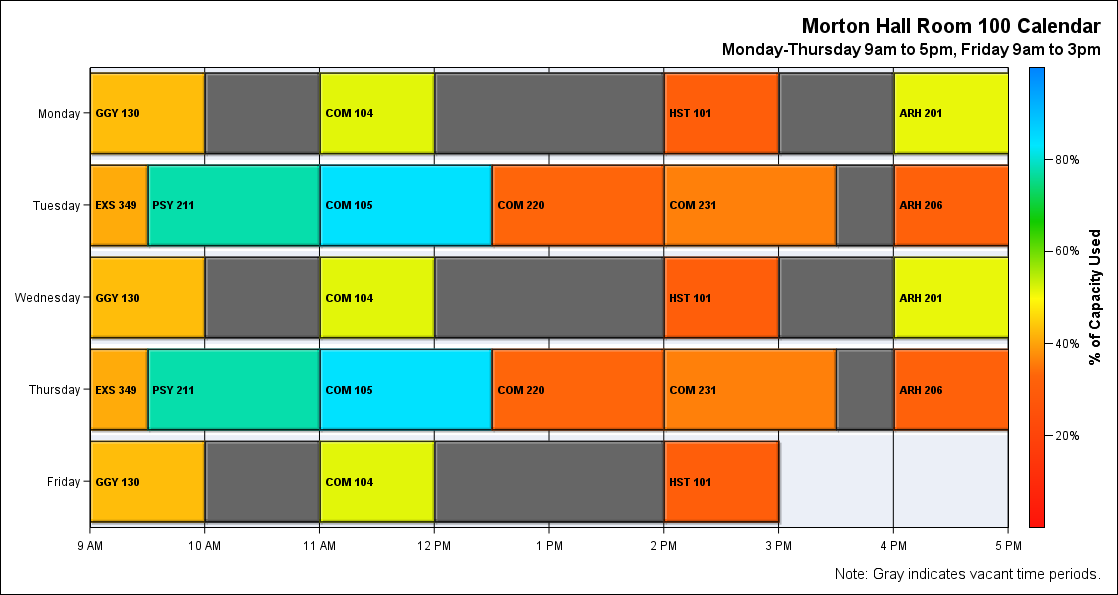 Morton Hall Room 100 Calendar
Monday-Thursday 9am to 5pm, Friday 9am to 3pm
Monday
GGY 130
COM 104
HST 101
ARH 201
Tuesday
EXS 349
PSY 211
COM 105
COM 220
COM 231
ARH 206
Wednesday
GGY 130
COM 104
HST 101
ARH 201
Thursday
EXS 349
PSY 211
COM 105
COM 220
COM 231
ARH 206
Friday
GGY 130
COM 104
HST 101
9 AM
10 AM
11 AM
12 PM
1 PM
2 PM
3 PM
4 PM
5 PM
80%
60%
40%
20%
% of Capacity Used
Note: Gray indicates vacant time periods.